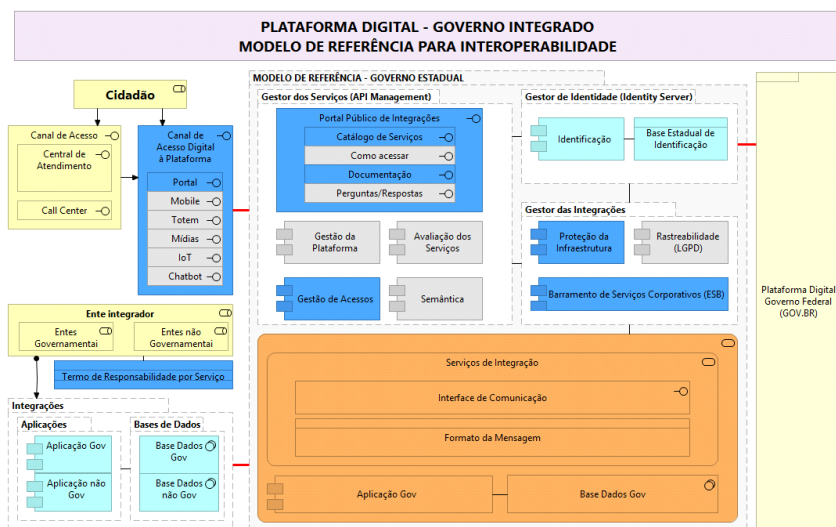 PLATAFORMA DIGITAL - GOVERNO INTEGRADO
MODELO DE REFERÊNCIA PARA INTEROPERABILIDADE
Cidadão
Canal de Acesso
Central de
Atendimento
Call Center
Canal de
Acesso Digital
à Plataforma
Portal
Mobile
Totem
Mídias
IoT
Chatbot
Ente integrador
Entes
Governamentai
Entes não
Governamentai
Termo de Responsabilidade por Serviço
Integrações
Aplicações
Aplicação Gov
Aplicação não
Gov
Bases de Dados
Base Dados
Gov
Base Dados
não Gov
MODELO DE REFERÊNCIA - GOVERNO ESTADUAL
Gestor dos Serviços (API Management)
Portal Público de Integrações
Catálogo de Serviços
Como acessar
Documentação
Perguntas/Respostas
Gestão da
Plataforma
Avaliação dos
Serviços
Gestão de Acessos
Semântica
Gestor de Identidade (Identity Server)
Identificação
Base Estadual de
Identificação
Gestor das Integrações
Proteção da
Infraestrutura
Rastreabilidade
(LGPD)
Barramento de Serviços Corporativos (ESB)
Serviços de Integração
Interface de Comunicação
Formato da Mensagem
Aplicação Gov
Base Dados Gov
Plataforma Digital
Governo Federal
(GOV.BR)